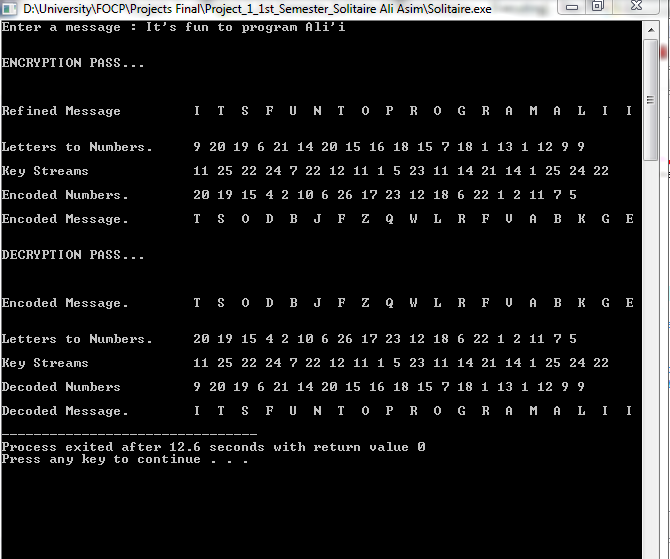 D:\University\FOCP\Projects Final\Project_1_1st_Semester_Solitaire Ali Asim\Solitaire.exe
Enter a message : It's fun to program Ali'i
ENCRYPTION PASS...
Refined Message I T S F U N T O P R O G R A M A L I I
Letters to Numbers. 9 20 19 6 21 14 20 15 16 18 15 7 18 1 13 1 12 9 9
Key Streams 11 25 22 24 7 22 12 11 1 5 23 11 14 21 14 1 25 24 22
Encoded Numbers. 20 19 15 4 2 10 6 26 17 23 12 18 6 22 1 2 11 7 5
Encoded Message. T S O D B J F Z Q W L R F V A B K G E
DECRYPTION PASS...
Encoded Message. T S O D B J F Z Q W L R F V A B K G E
Letters to Numbers. 20 19 15 4 2 10 6 26 17 23 12 18 6 22 1 2 11 7 5
Key Streams 11 25 22 24 7 22 12 11 1 5 23 11 14 21 14 1 25 24 22
Decoded Numbers 9 20 19 6 21 14 20 15 16 18 15 7 18 1 13 1 12 9 9
Decoded Message. I T S F U N T O P R O G R A M A L I I
--------------------------------
Process exited after 12.6 seconds with return value 0
Press any key to continue . . .